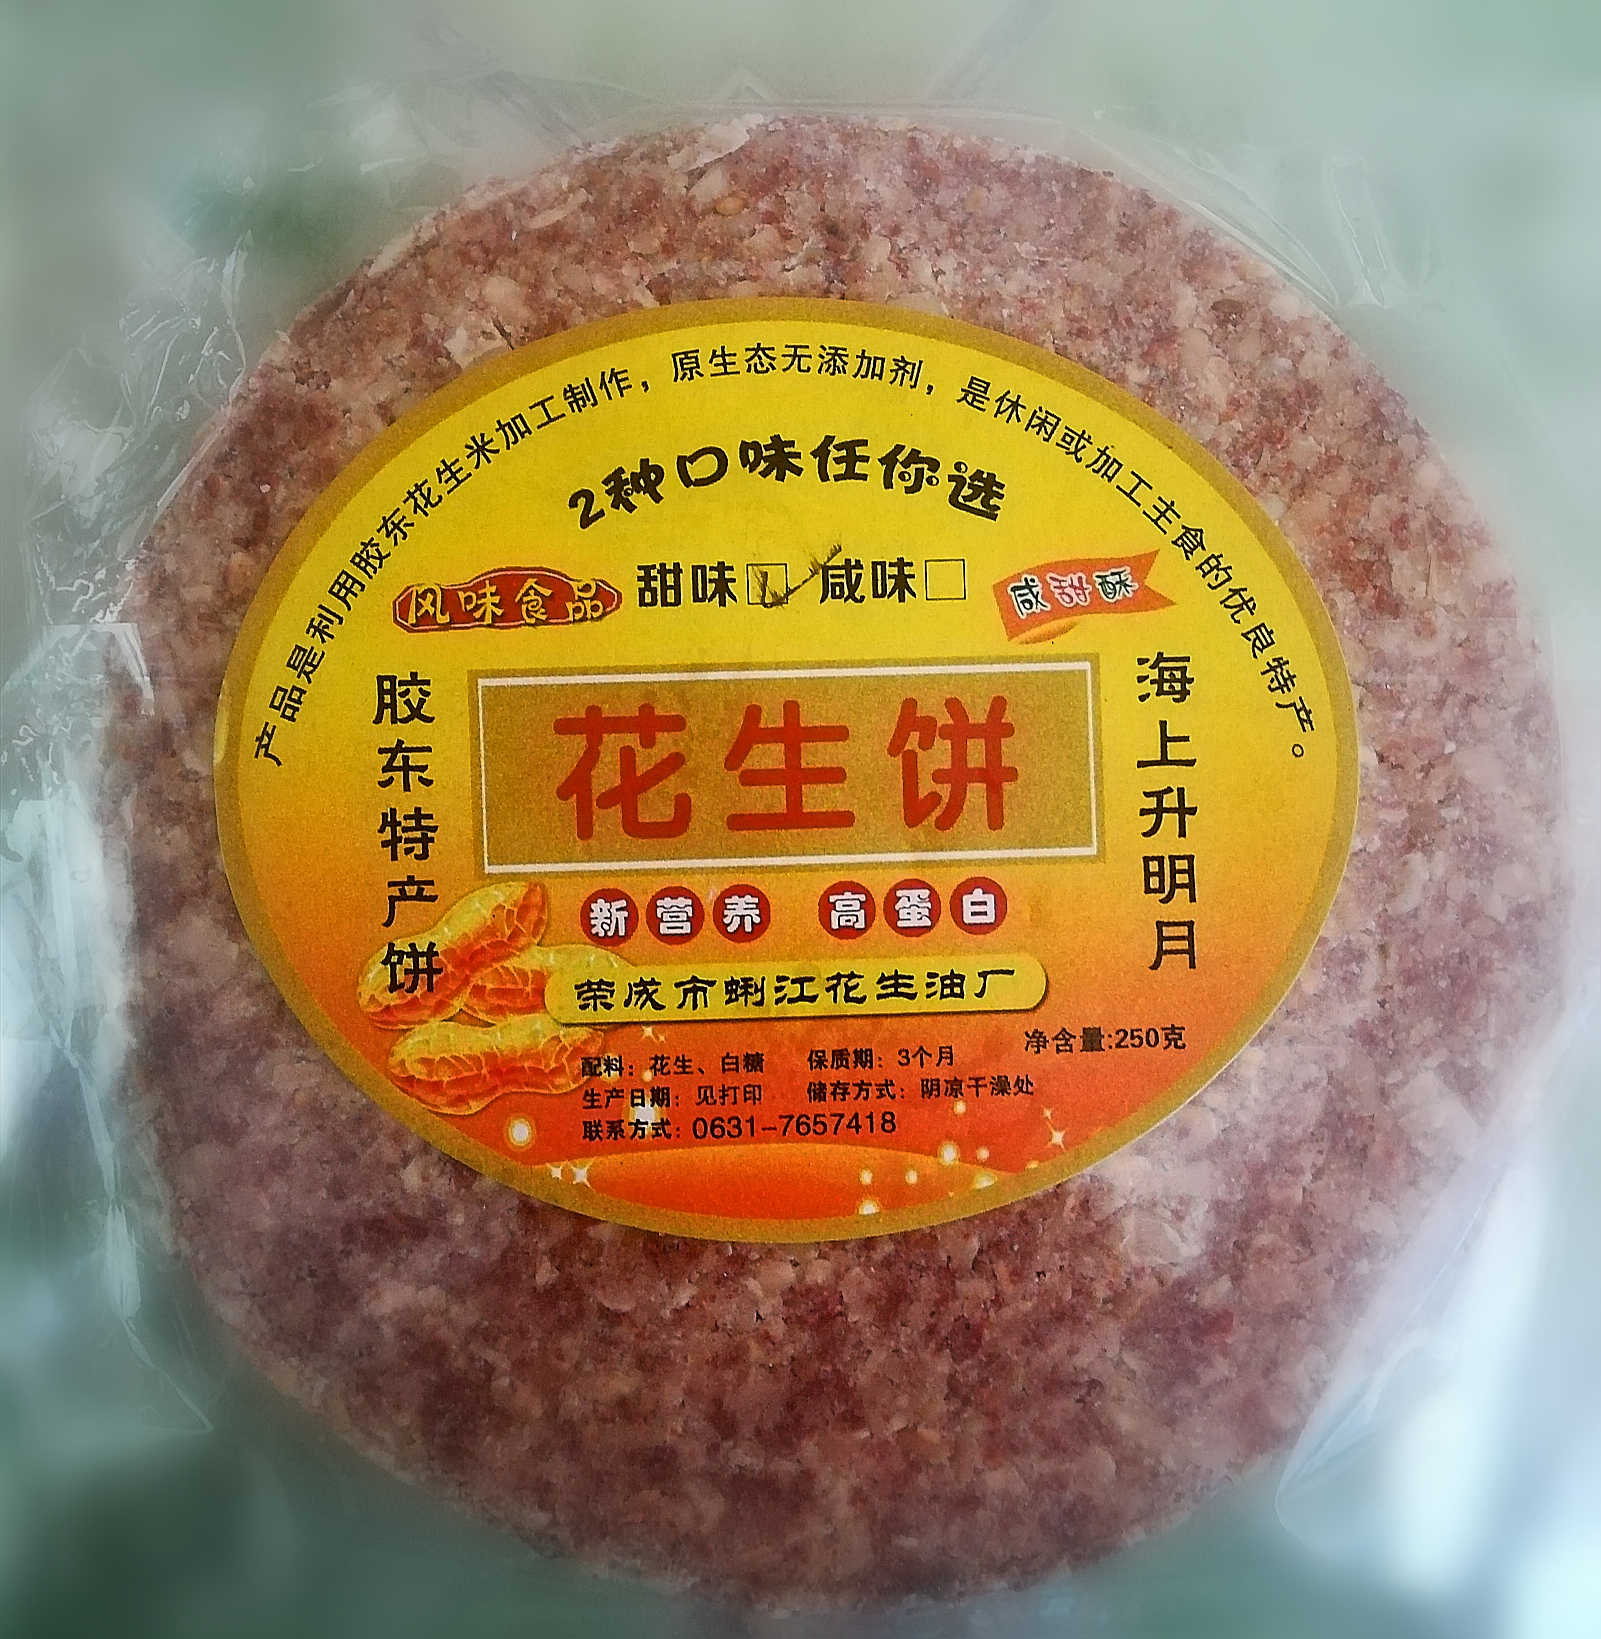 产品是利用胶东花生米加工制作，原生态无添加剂，是休闲或加工主食的优良特产。
2种口味任你选
风味食品
甜味☑ 咸味□
咸甜酥
胶东特产饼
花生饼
海上升明月
新营养 高蛋白
荣成市蜊江花生油厂
净含量:250克
配料：花生、白糖 保质期：3个月
生产日期：见打印 储存方式：阴凉干澡处
联系方式：0631-7657418